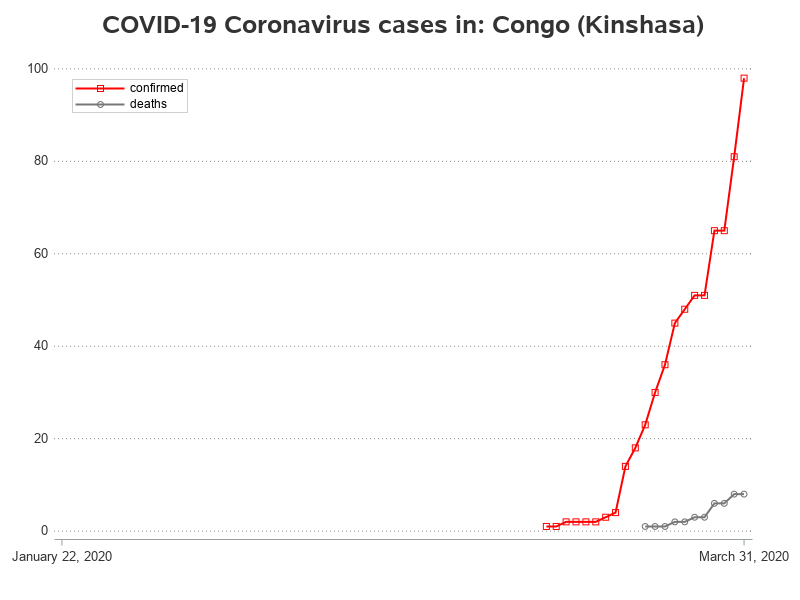 COVID-19 Coronavirus cases in: Congo (Kinshasa)
100
confirmed
deaths
80
60
40
20
0
January 22, 2020
March 31, 2020